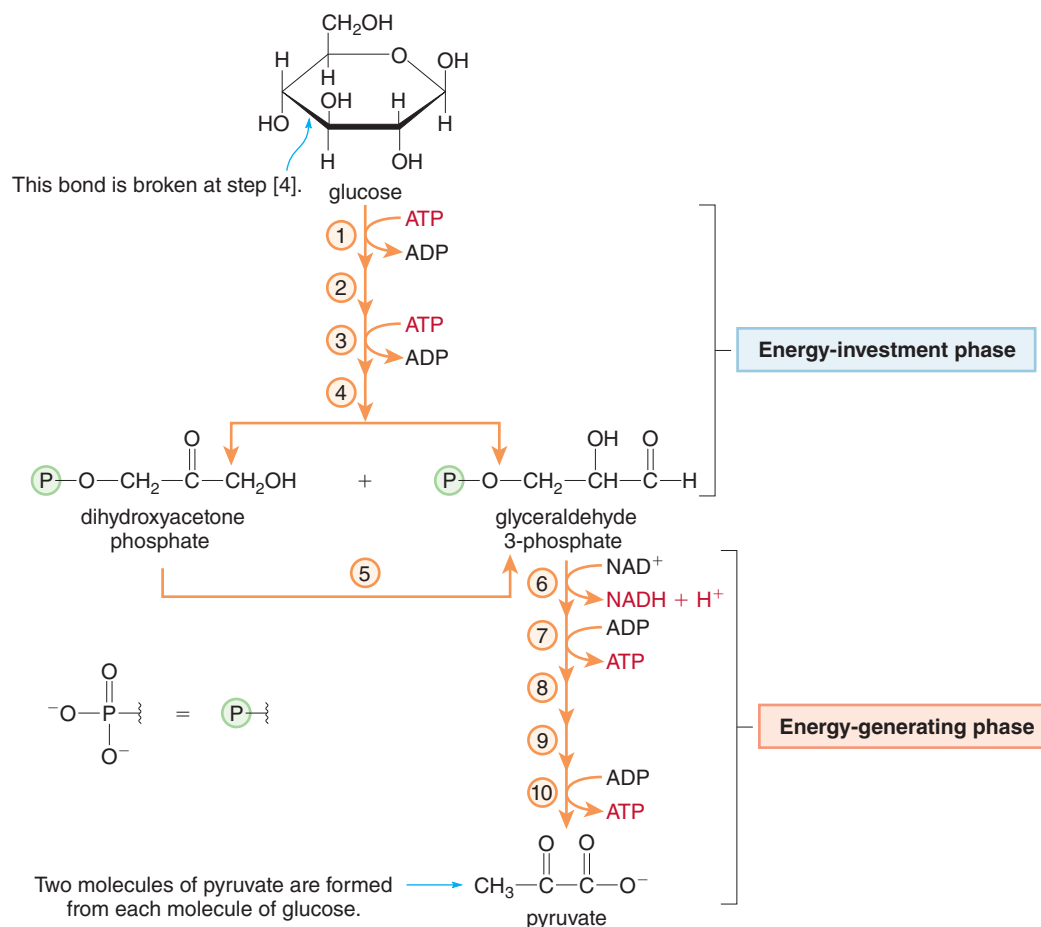 CH₂OH
H
O
OH
H
OH
H
HO
H
H
OH
This bond is broken at step [4].
glucose
1
ATP
ADP
2
3
ATP
ADP
4
Energy-investment phase
O
P—O—CH₂—C—CH₂OH
dihydroxyacetone
phosphate
+
OH O
P—O—CH₂—CH—C—H
glyceraldehyde
3-phosphate
5
6
NAD⁺
NADH + H⁺
7
ADP
ATP
8
9
10
ADP
ATP
Energy-generating phase
O
⁻O—P
O⁻
=
P
Two molecules of pyruvate are formed
from each molecule of glucose.
O O
CH₃—C—C—O⁻
pyruvate